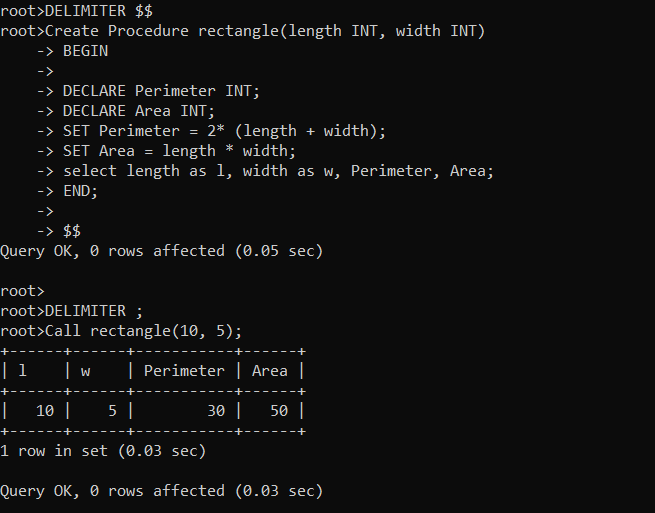 root>DELIMITER $$
root>Create Procedure rectangle(length INT, width INT)
    -> BEGIN
    ->
    -> DECLARE Perimeter INT;
    -> DECLARE Area INT;
    -> SET Perimeter = 2* (length + width);
    -> SET Area = length * width;
    -> select length as l, width as w, Perimeter, Area;
    -> END;
    ->
    -> $$
Query OK, 0 rows affected (0.05 sec)

root>
root>DELIMITER ;
root>Call rectangle(10, 5);
+------+------+-----------+------+
| l    | w    | Perimeter | Area |
+------+------+-----------+------+
|   10 |    5 |        30 |   50 |
+------+------+-----------+------+
1 row in set (0.03 sec)

Query OK, 0 rows affected (0.03 sec)